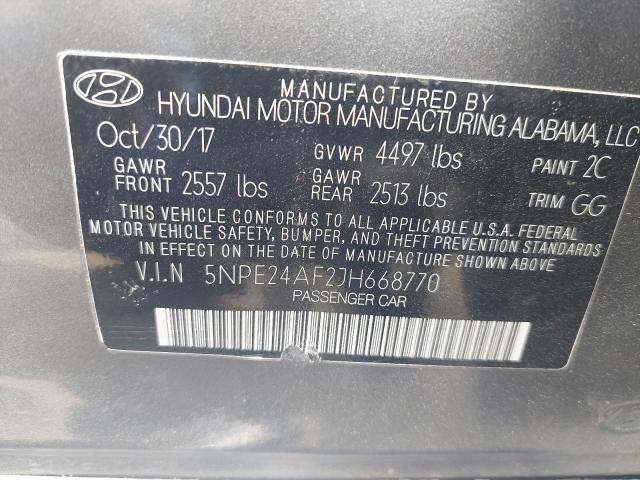 MANUFACTURED BY
HYUNDAI MOTOR MANUFACTURING ALABAMA, LLC
Oct/30/17 GVWR 4497 lbs PAINT 2C
GAWR FRONT 2557 lbs GAWR REAR 2513 lbs TRIM GG
THIS VEHICLE CONFORMS TO ALL APPLICABLE U.S.A. FEDERAL
MOTOR VEHICLE SAFETY, BUMPER, AND THEFT PREVENTION STANDARDS
IN EFFECT ON THE DATE OF MANUFACTURE SHOWN ABOVE.
V.I.N 5NPE24AF2JH668770
PASSENGER CAR